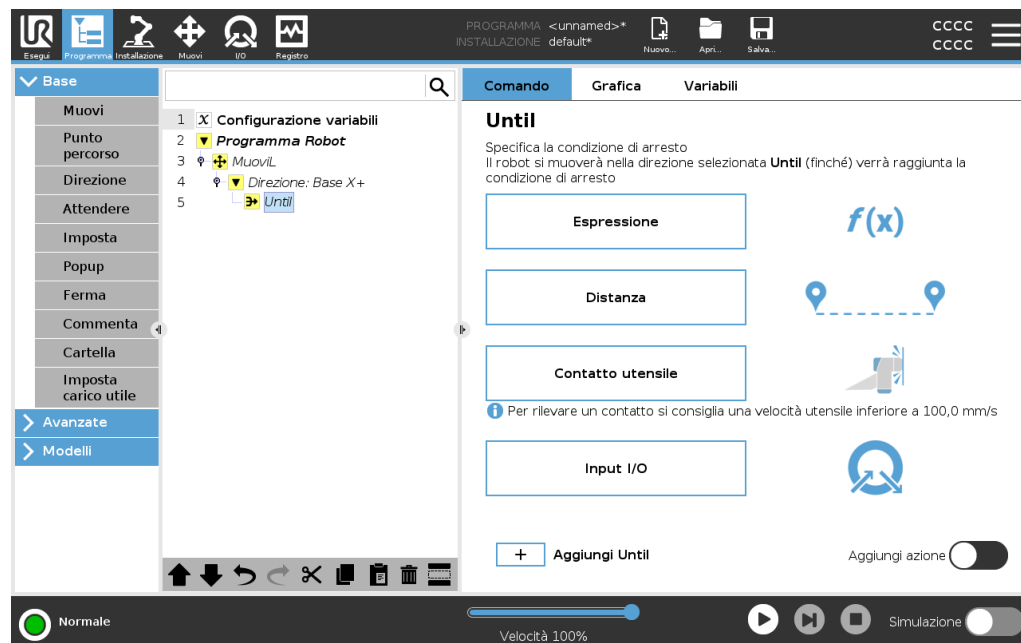 PROGRAMMA <unnamed>*
INSTALLAZIONE default*
CCCC
CCCC
Esegui
Programma
Installazione
Muovi
I/O
Registro
Nuovo...
Apri...
Salva...
Base
Muovi
Punto
percorso
Direzione
Attendere
Imposta
Popup
Ferma
Commenta
Cartella
Imposta
carico utile
Avanzate
Modelli
1 X Configurazione variabili
2 Programma Robot
3 MuoviL
4 Direzione: Base X+
5 Until
Comando
Grafica
Variabili
Until
Specifica la condizione di arresto
Il robot si muoverà nella direzione selezionata Until (finché) verrà raggiunta la
condizione di arresto
Espressione
f(x)
Distanza
Contatto utensile
Per rilevare un contatto si consiglia una velocità utensile inferiore a 100,0 mm/s
Input I/O
+ Aggiungi Until
Aggiungi azione
Normale
Velocità 100%
Simulazione